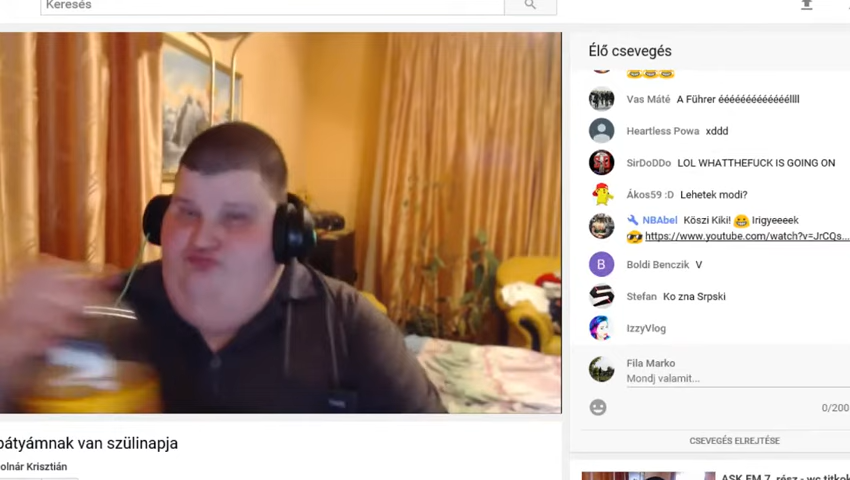 Keresés
Élő csevegés
Vas Máté A Führer éééééééééééééllll
Heartless Powa xddd
SirDoDDo LOL WHATTHEFUCK IS GOING ON
Ákos59 :D Lehetek modi?
NBAbel Köszi Kiki! 😂 Irigyeeeek
😎 https://www.youtube.com/watch?v=JrCQs...
Boldi Benczik V
Stefan Ko zna Srpski
IzzyVlog
Fila Marko
Mondj valamit...
0/200
CSEVEGÉS ELREJTÉSE
bátyámnak van szülinapja
olnár Krisztián
ASK.FM 7. rész - wc titkok